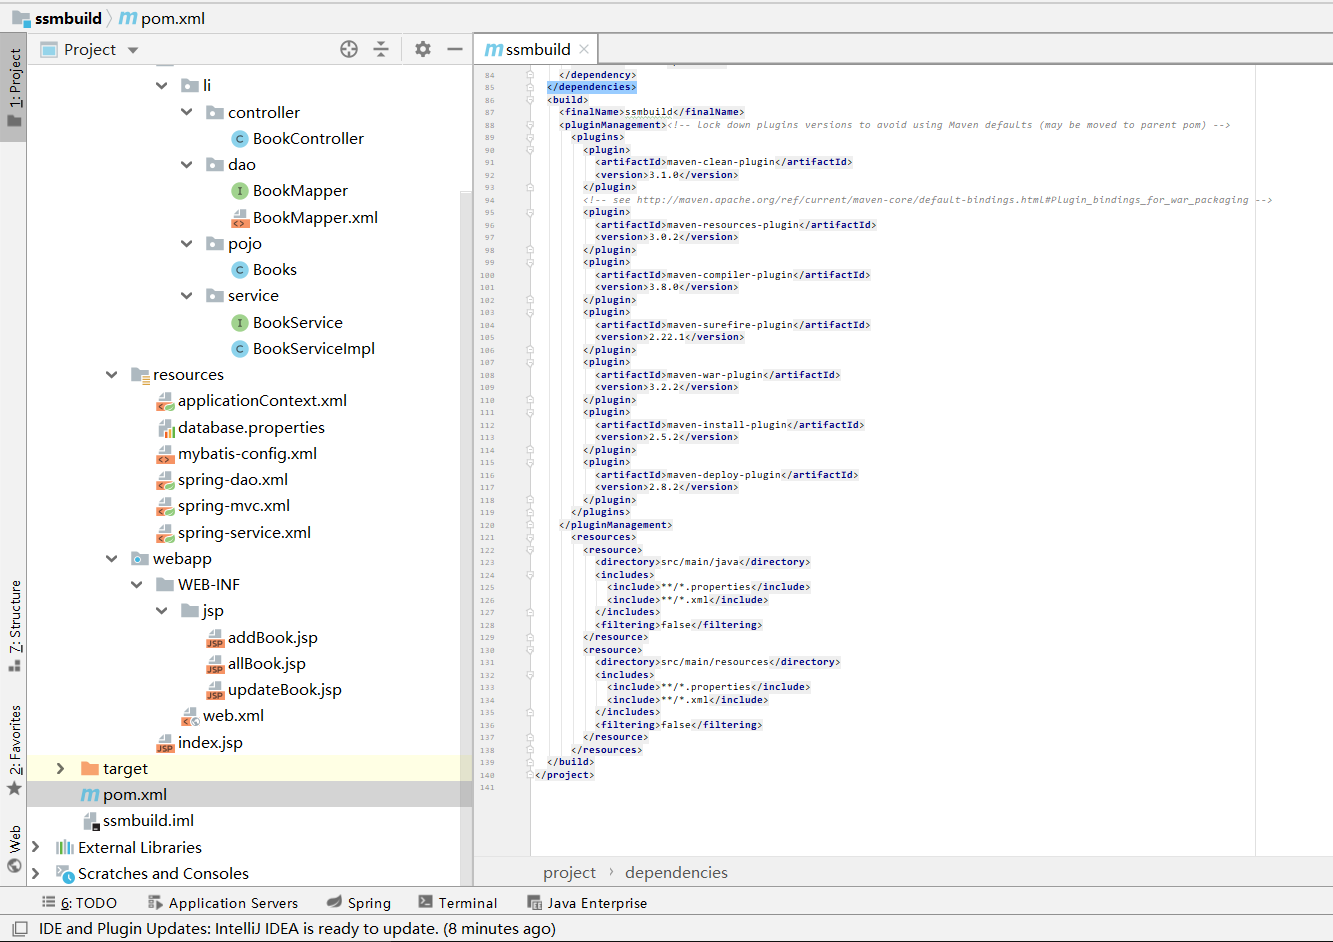 ssmbuild
pom.xml
Project
ssmbuild
1: Project
7: Structure
2: Favorites
Web
li
controller
BookController
dao
BookMapper
BookMapper.xml
pojo
Books
service
BookService
BookServiceImpl
resources
applicationContext.xml
database.properties
mybatis-config.xml
spring-dao.xml
spring-mvc.xml
spring-service.xml
webapp
WEB-INF
jsp
addBook.jsp
allBook.jsp
updateBook.jsp
web.xml
index.jsp
target
pom.xml
ssmbuild.iml
External Libraries
Scratches and Consoles
84 </dependency>
85 </dependencies>
86 <build>
87 <finalName>ssmbuild</finalName>
88 <pluginManagement><!-- lock down plugins versions to avoid using Maven defaults (may be moved to parent pom) -->
89 <plugins>
90 <plugin>
91 <artifactId>maven-clean-plugin</artifactId>
92 <version>3.1.0</version>
93 </plugin>
94 <!-- see http://maven.apache.org/ref/current/maven-core/default-bindings.html#Plugin_bindings_for_war_packaging -->
95 <plugin>
96 <artifactId>maven-resources-plugin</artifactId>
97 <version>3.0.2</version>
98 </plugin>
99 <plugin>
100 <artifactId>maven-compiler-plugin</artifactId>
101 <version>3.8.0</version>
102 </plugin>
103 <plugin>
104 <artifactId>maven-surefire-plugin</artifactId>
105 <version>2.22.1</version>
106 </plugin>
107 <plugin>
108 <artifactId>maven-war-plugin</artifactId>
109 <version>3.2.2</version>
110 </plugin>
111 <plugin>
112 <artifactId>maven-install-plugin</artifactId>
113 <version>2.5.2</version>
114 </plugin>
115 <plugin>
116 <artifactId>maven-deploy-plugin</artifactId>
117 <version>2.8.2</version>
118 </plugin>
119 </plugins>
120 </pluginManagement>
121 <resources>
122 <resource>
123 <directory>src/main/java</directory>
124 <includes>
125 <include>**/*.properties</include>
126 <include>**/*.xml</include>
127 </includes>
128 <filtering>false</filtering>
129 </resource>
130 <resource>
131 <directory>src/main/resources</directory>
132 <includes>
133 <include>**/*.properties</include>
134 <include>**/*.xml</include>
135 </includes>
136 <filtering>false</filtering>
137 </resource>
138 </resources>
139 </build>
140 </project>
141
project › dependencies
6: TODO
Application Servers
Spring
Terminal
Java Enterprise
IDE and Plugin Updates: IntelliJ IDEA is ready to update. (8 minutes ago)